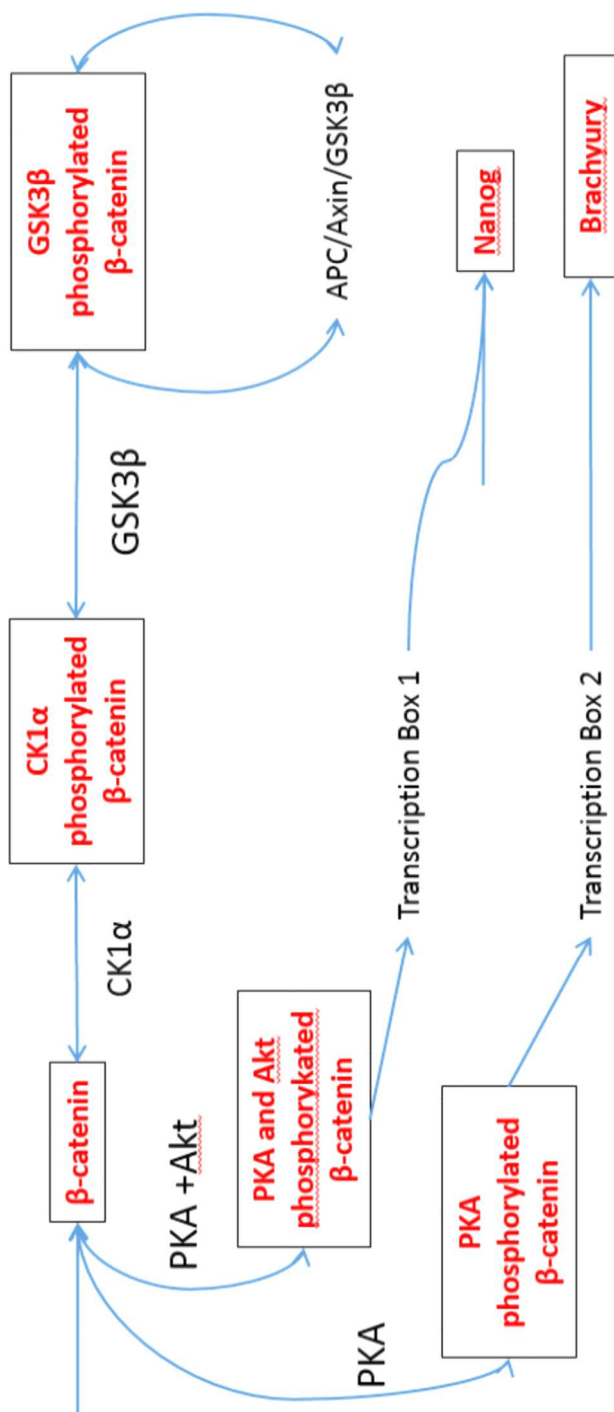 β-catenin
CK1α
CK1α
phosphorylated
β-catenin
GSK3β
GSK3β
phosphorylated
β-catenin
APC/Axin/GSK3β
PKA +Akt
PKA and Akt
phosphorykated
β-catenin
Transcription Box 1
Nanog
PKA
PKA
phosphorylated
β-catenin
Transcription Box 2
Brachyury